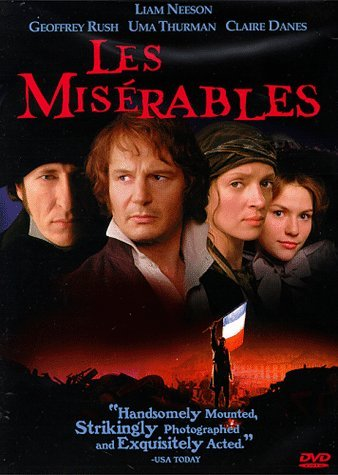 LIAM NEESON
GEOFFREY RUSH UMA THURMAN CLAIRE DANES
LES
MISÉRABLES
"HANDSOMELY MOUNTED,
STRIKINGLY PHOTOGRAPHED
AND EXQUISITELY ACTED."
-USA TODAY
DVD